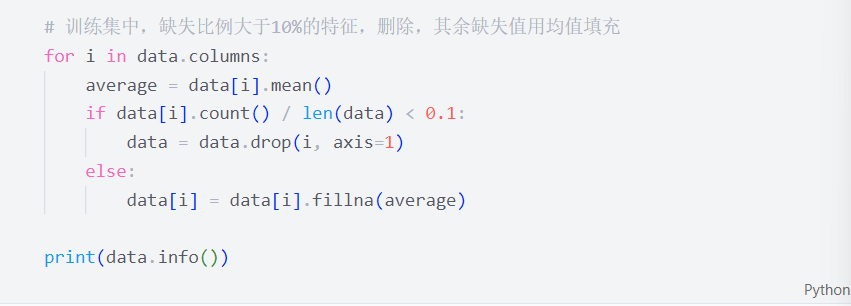 # 训练集中，缺失比例大于10%的特征，删除，其余缺失值用均值填充
for i in data.columns:
    average = data[i].mean()
    if data[i].count() / len(data) < 0.1:
        data = data.drop(i, axis=1)
    else:
        data[i] = data[i].fillna(average)

print(data.info())
Python